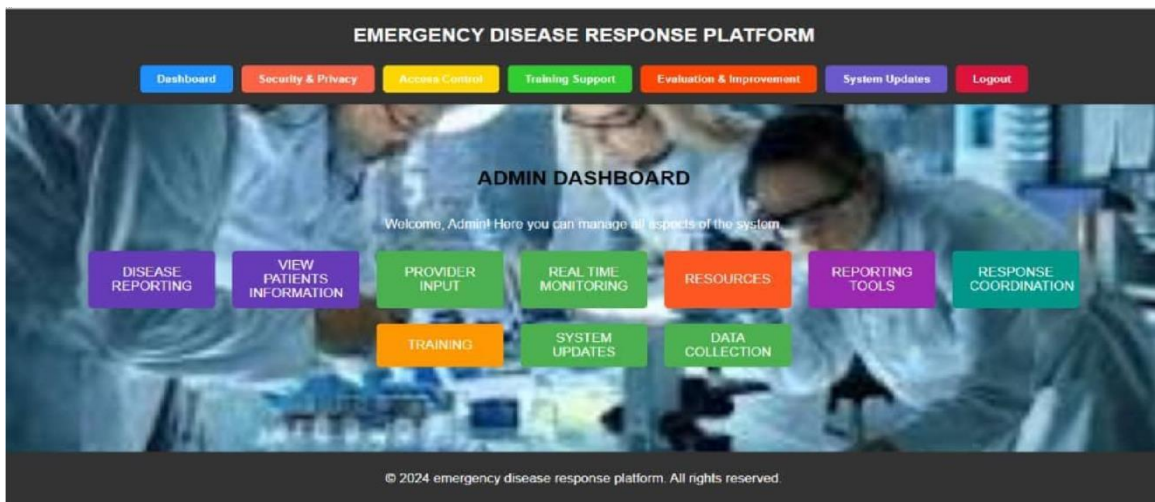 EMERGENCY DISEASE RESPONSE PLATFORM
Dashboard Security & Privacy Access Control Training Support Evaluation & Improvement System Updates Logout
ADMIN DASHBOARD
Welcome, Admin! Here you can manage all aspects of the system
DISEASE
REPORTING
VIEW
PATIENTS
INFORMATION
PROVIDER
INPUT
REAL TIME
MONITORING
RESOURCES
REPORTING
TOOLS
RESPONSE
COORDINATION
TRAINING
SYSTEM
UPDATES
DATA
COLLECTION
© 2024 emergency disease response platform. All rights reserved.